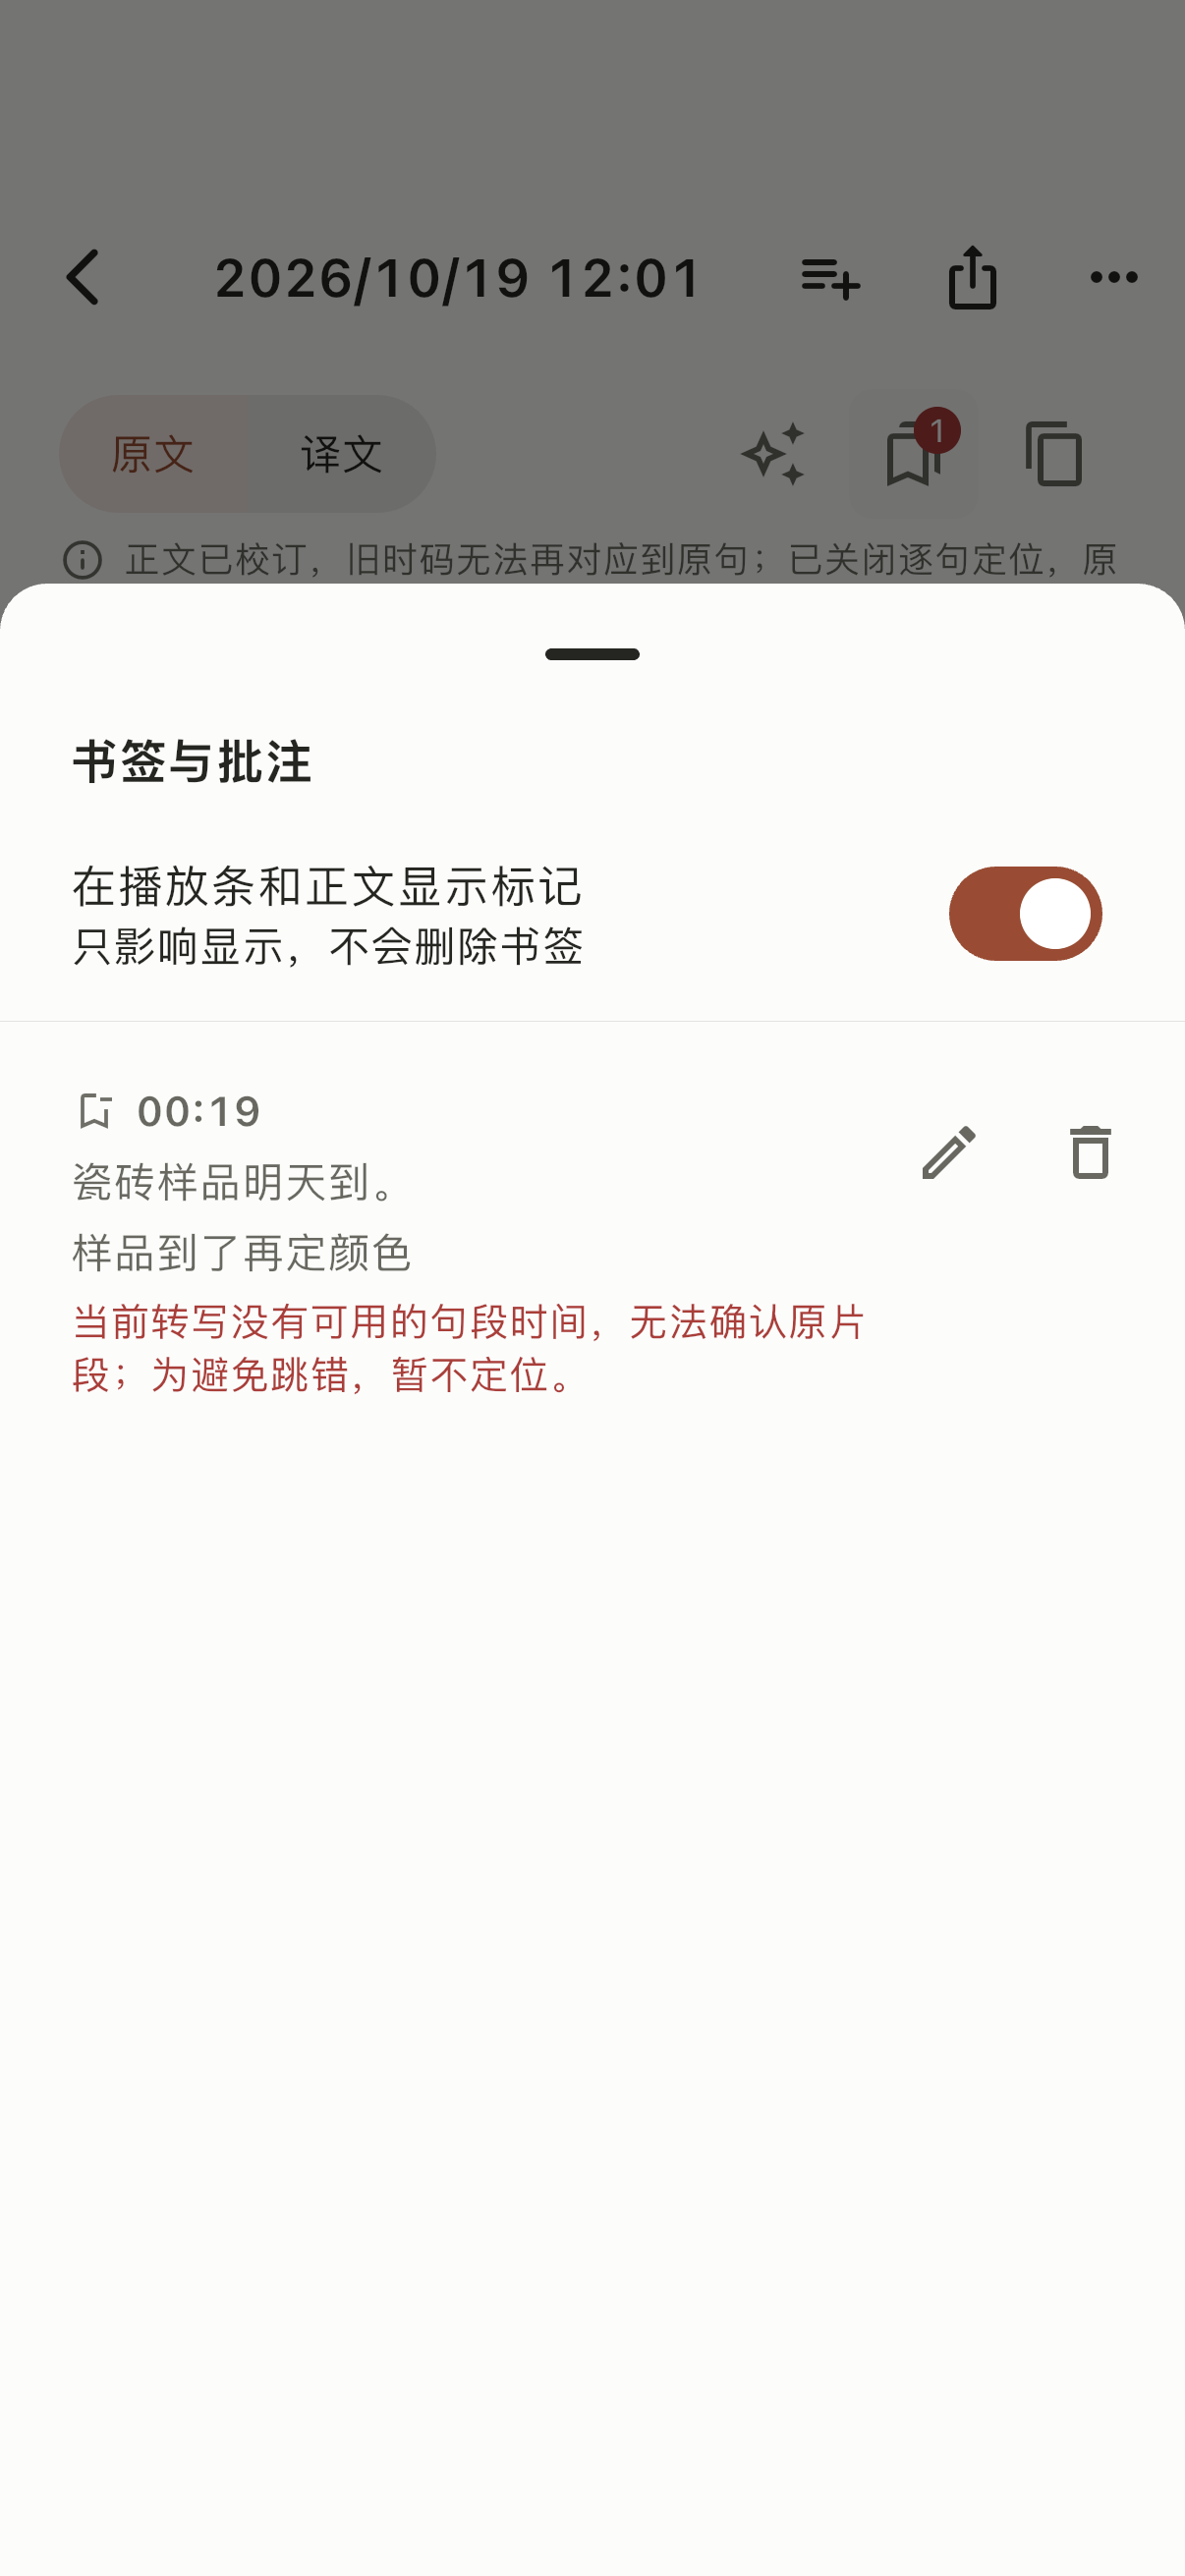 2026/10/19 12:01
原文 译文 1
正文已校订，旧时码无法再对应到原句；已关闭逐句定位，原
书签与批注
在播放条和正文显示标记
只影响显示，不会删除书签
00:19
瓷砖样品明天到。
样品到了再定颜色
当前转写没有可用的句段时间，无法确认原片
段；为避免跳错，暂不定位。